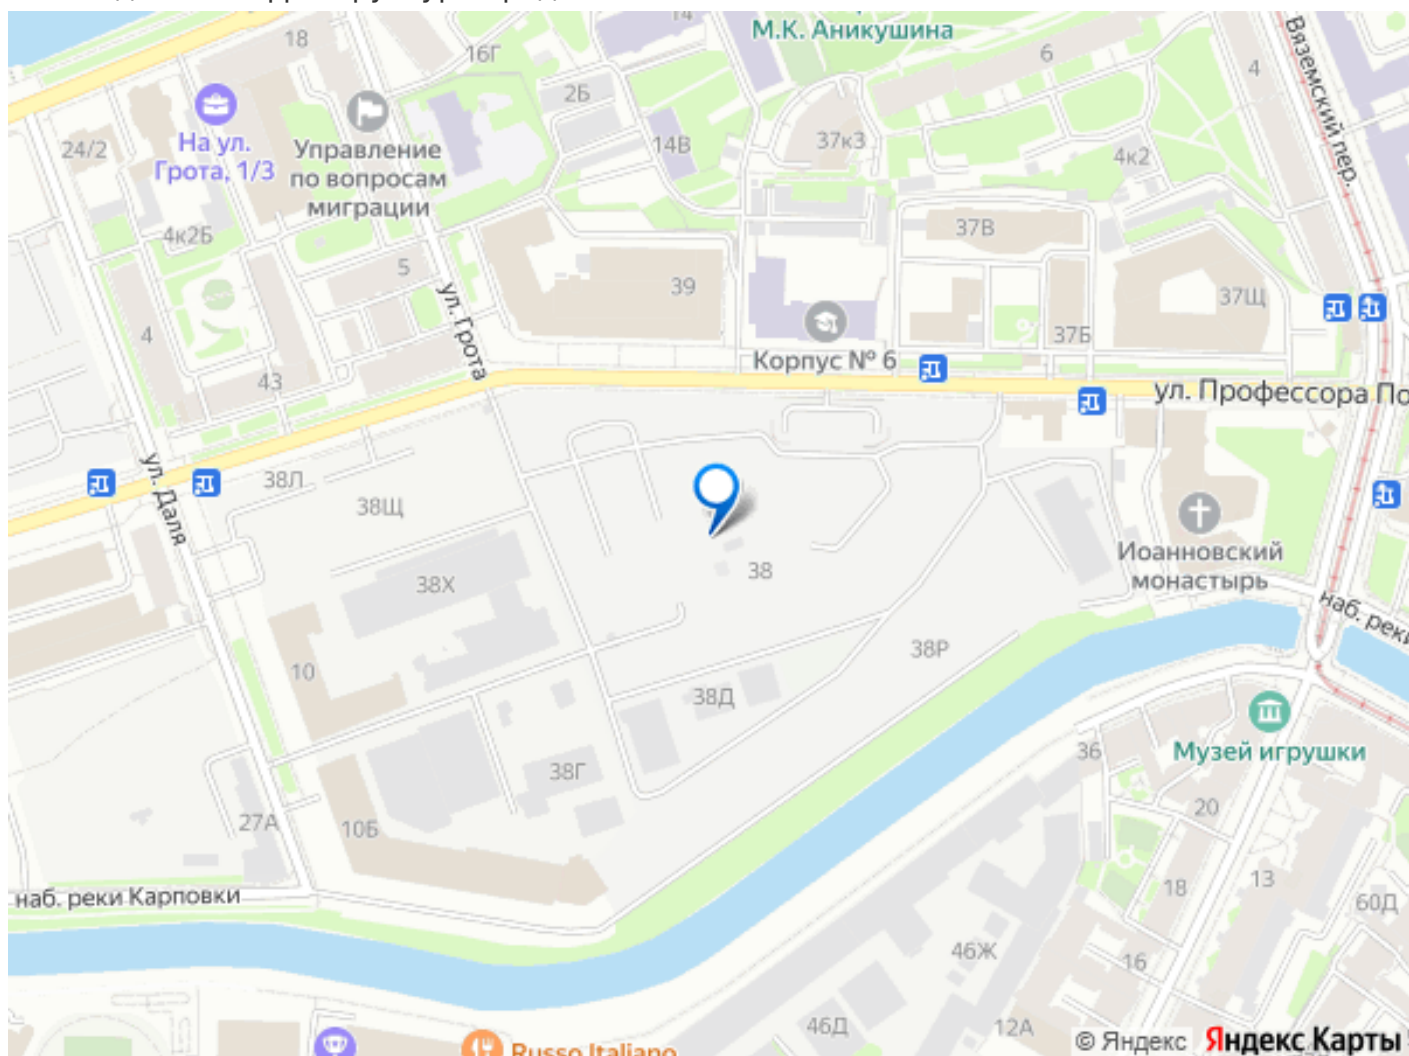 М.К. Аникушина
14
18
16Г
6
4
Вяземский пер.
2Б
На ул.
Грота, 1/3
Управление
по вопросам
миграции
24/2
14В
37к3
4к2
4к2Б
37В
5
39
37Щ
ул. Грота
4
37Б
Корпус № 6
43
ул. Профессора По
ул. Даля
38Л
38Щ
Иоанновский
монастырь
38
38Х
наб. реки
38Р
10
38Д
Музей игрушки
36
38Г
20
27А
10Б
13
18
60Д
наб. реки Карповки
46Ж
16
46Д
12А
© Яндекс Яндекс Карты
Russo Italiano